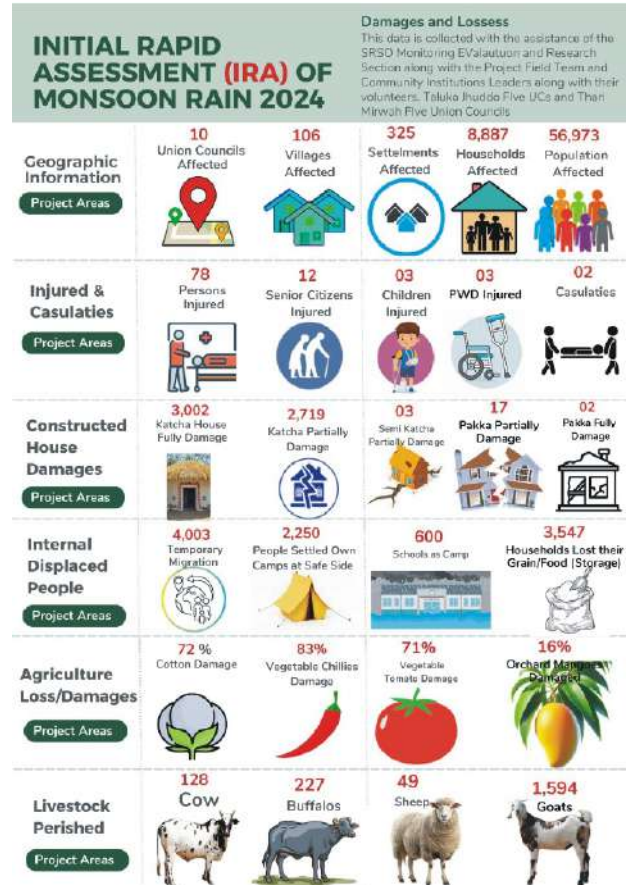 INITIAL RAPID
ASSESSMENT (IRA) OF
MONSOON RAIN 2024
Damages and Lossess
This data is collected with the assistance of the
SRSO Monitoring EValautuon and Research
Section along with the Project Field Team and
Community Institutions Leaders along with their
volunteers. Taluka Jhuddo Five UCs and Thari
Mirwah Five Union Councils
Geographic
Information
Project Areas
10
Union Councils
Affected
106
Villages
Affected
325
Settelments
Affected
8,887
Households
Affected
56,973
Population
Affected
Injured &
Casulaties
Project Areas
78
Persons
Injured
12
Senior Citizens
Injured
03
Children
Injured
03
PWD Injured
02
Casulaties
Constructed
House
Damages
Project Areas
3,002
Katcha House
Fully Damage
2,719
Katcha Partially
Damage
03
Semi Katcha
Partially Damage
17
Pakka Partially
Damage
02
Pakka Fully
Damage
Internal
Displaced
People
Project Areas
4,003
Temporary
Migration
2,250
People Settled Own
Camps at Safe Side
600
Schools as Camp
3,547
Households Lost their
Grain/Food (Storage)
Agriculture
Loss/Damages
Project Areas
72 %
Cotton Damage
83%
Vegetable Chillies
Damage
71%
Vegetable
Tomato Damage
16%
Orchard Mangoes
Damaged
Livestock
Perished
Project Areas
128
Cow
227
Buffalos
49
Sheep
1,594
Goats